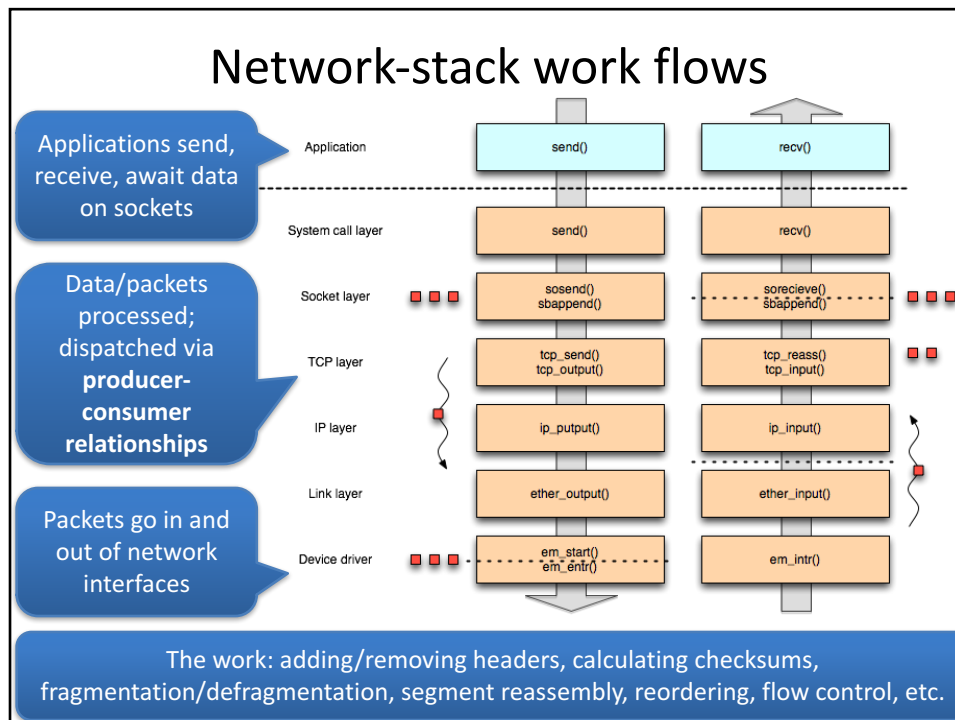 Network-stack work flows
Applications send,
receive, await data
on sockets
Data/packets
processed;
dispatched via
producer-
consumer
relationships
Packets go in and
out of network
interfaces
Application
send()
recv()
System call layer
send()
recv()
Socket layer
sosend()
sbappend()
sorecieve()
sbappend()
TCP layer
tcp_send()
tcp_output()
tcp_reass()
tcp_input()
IP layer
ip_putput()
ip_input()
Link layer
ether_output()
ether_input()
Device driver
em_start()
em_entr()
em_intr()
The work: adding/removing headers, calculating checksums,
fragmentation/defragmentation, segment reassembly, reordering, flow control, etc.